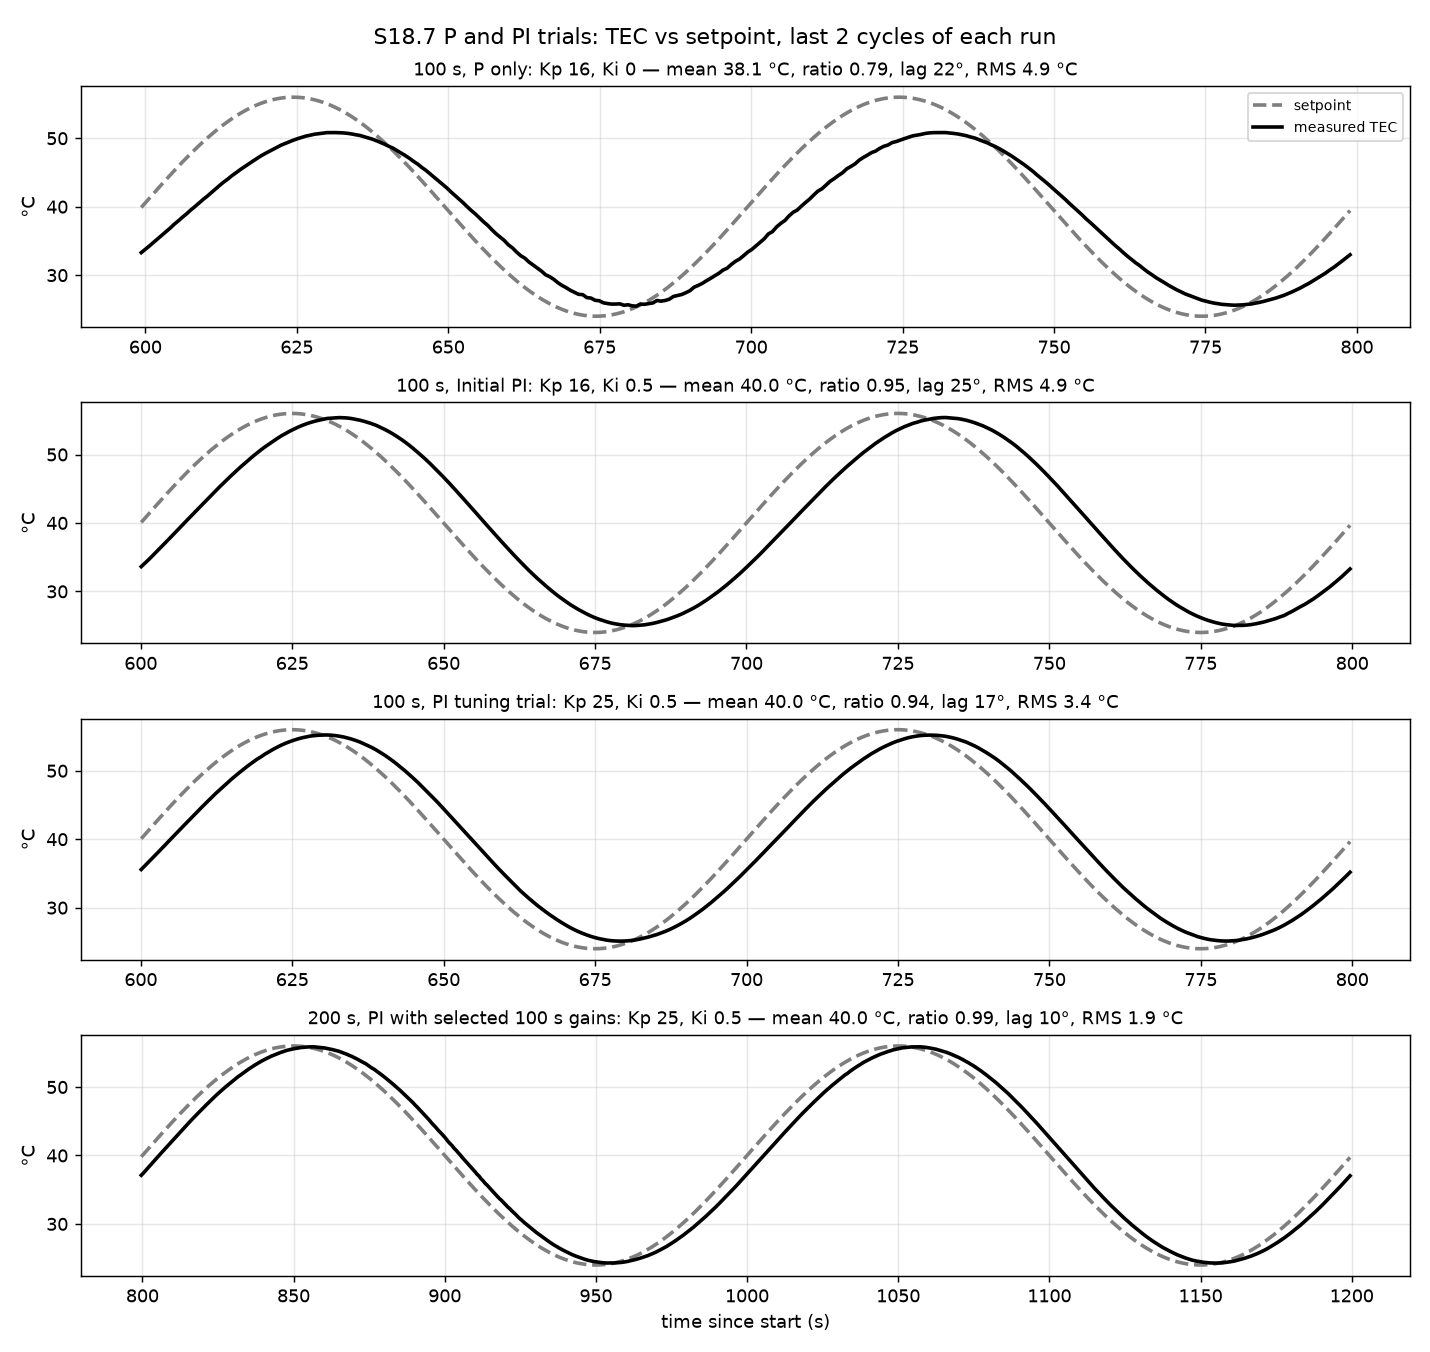 S18.7 P and PI trials: TEC vs setpoint, last 2 cycles of each run
100 s, P only: Kp 16, Ki 0 — mean 38.1 °C, ratio 0.79, lag 22°, RMS 4.9 °C
setpoint
measured TEC
°C
50
40
30
600 625 650 675 700 725 750 775 800
100 s, Initial PI: Kp 16, Ki 0.5 — mean 40.0 °C, ratio 0.95, lag 25°, RMS 4.9 °C
°C
50
40
30
600 625 650 675 700 725 750 775 800
100 s, PI tuning trial: Kp 25, Ki 0.5 — mean 40.0 °C, ratio 0.94, lag 17°, RMS 3.4 °C
°C
50
40
30
600 625 650 675 700 725 750 775 800
200 s, PI with selected 100 s gains: Kp 25, Ki 0.5 — mean 40.0 °C, ratio 0.99, lag 10°, RMS 1.9 °C
°C
50
40
30
800 850 900 950 1000 1050 1100 1150 1200
time since start (s)